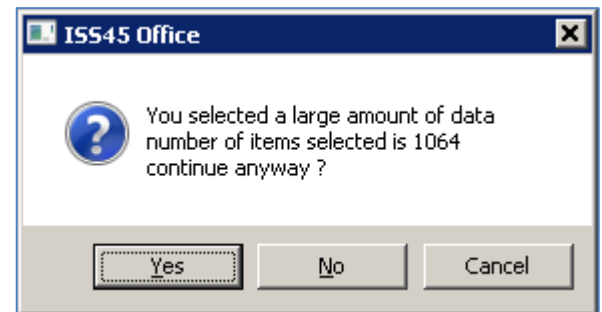 ISS45 Office
You selected a large amount of data
number of items selected is 1064
continue anyway ?
Yes No Cancel